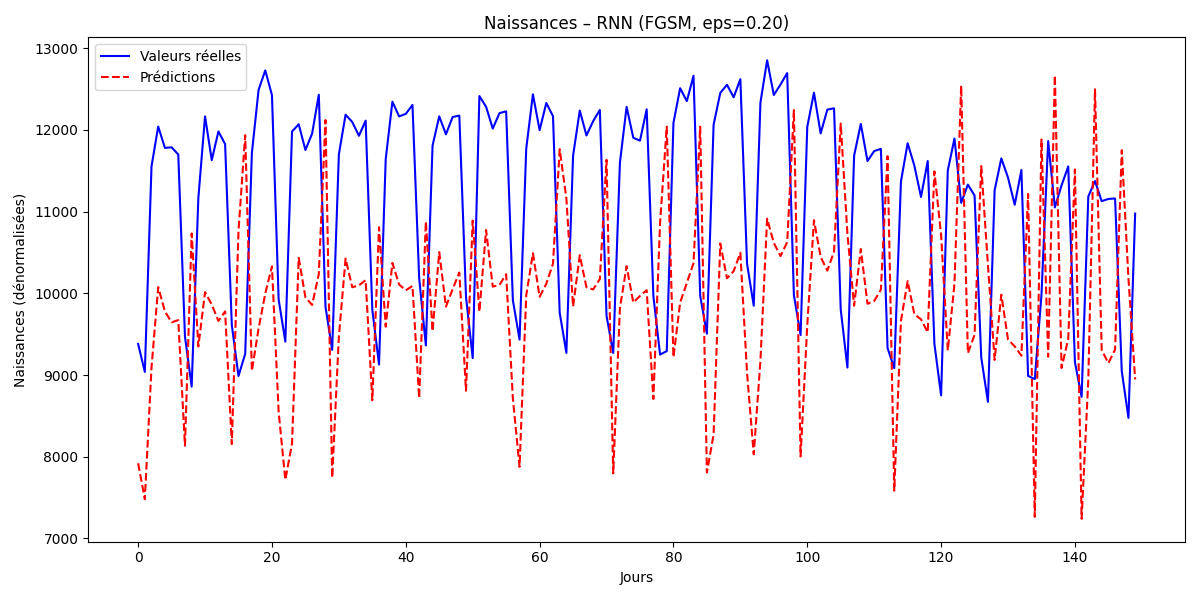 Naissances – RNN (FGSM, eps=0.20)
Valeurs réelles
Prédictions
Naissances (dénormalisées)
13000
12000
11000
10000
9000
8000
7000
0 20 40 60 80 100 120 140
Jours